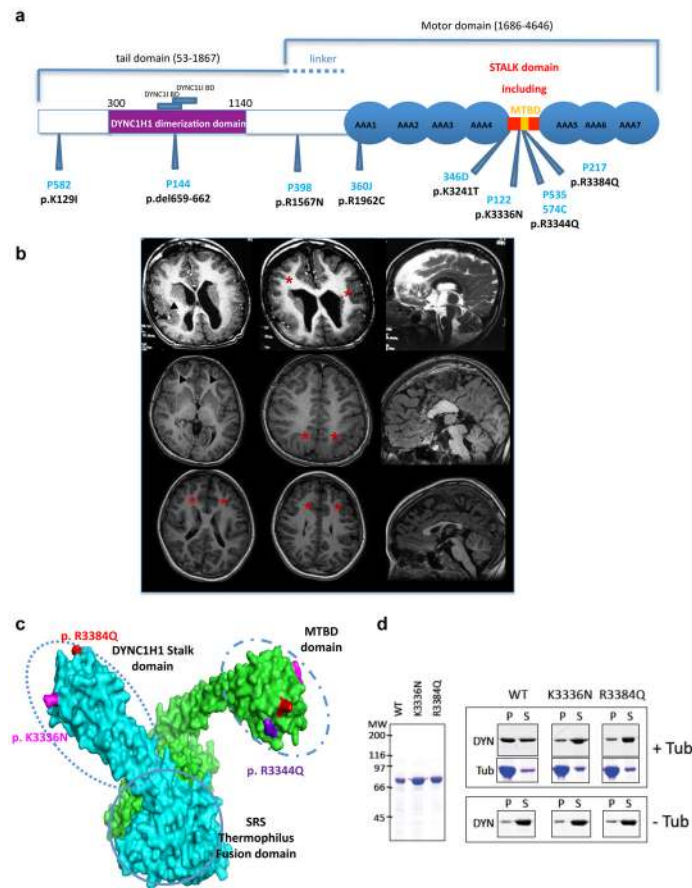 a
Motor domain (1686-4646)
tail domain (53-1867)
linker
STALK domain
including
MTBD
DYNC1LI BD
DYNC1I BD
300
1140
DYNC1H1 dimerization domain
AAA1
AAA2
AAA3
AAA4
AAA5
AAA6
AAA7
P582
p.K129I
P144
p.del659-662
P398
p.R1567N
360J
p.R1962C
346D
p.K3241T
P122
p.K3336N
P535
574C
p.R3344Q
P217
p.R3384Q
b
*
*
*
*
*
*
*
*
c
p. R3384Q
DYNC1H1 Stalk
domain
MTBD
domain
p. K3336N
p. R3344Q
SRS
Thermophilus
Fusion domain
d
WT
K3336N
R3384Q
MW
200
116
97
66
45
WT K3336N R3384Q
P S P S P S
DYN
Tub
+ Tub
P S P S P S
DYN
- Tub